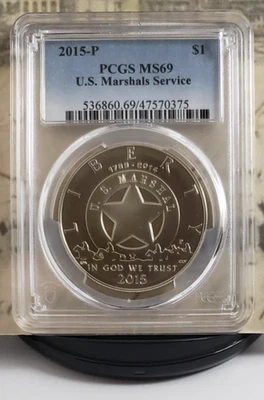 2015-P $1
PCGS MS69
U.S. Marshals Service
536860.69/47570375
LIBERTY
1789-2014
U.S. MARSHAL
IN GOD WE TRUST
2015